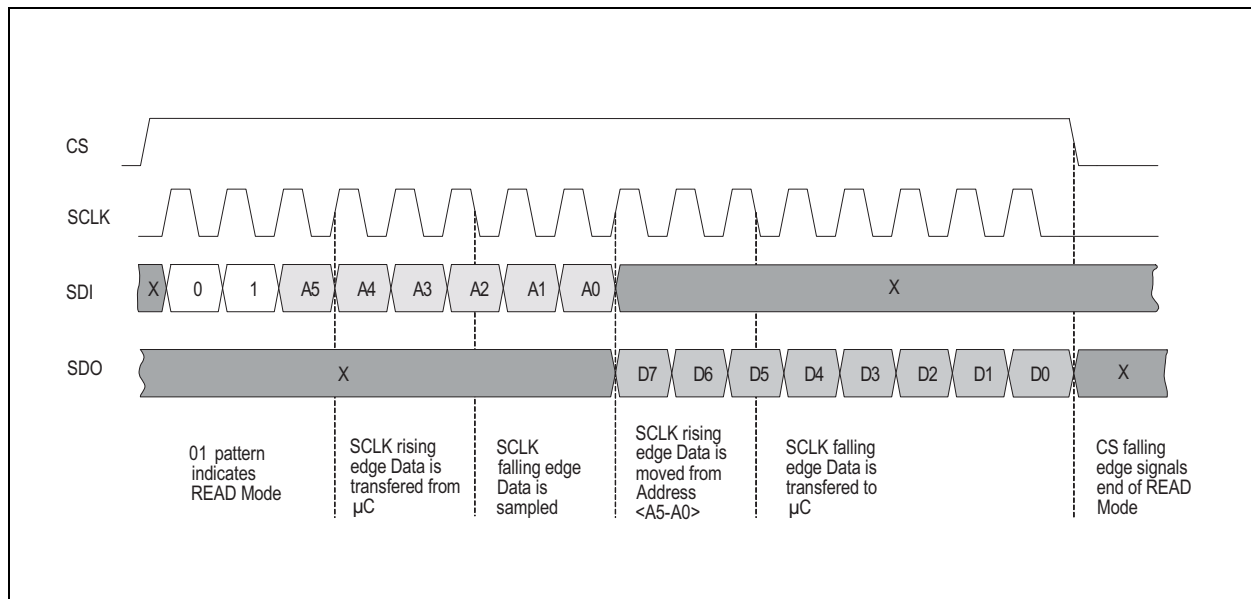 CS
SCLK
SDI
X 0 1 A5 A4 A3 A2 A1 A0 X
SDO
X D7 D6 D5 D4 D3 D2 D1 D0 X
01 pattern
indicates
READ Mode
SCLK rising
edge Data is
transfered from
µC
SCLK
falling edge
Data is
sampled
SCLK rising
edge Data is
moved from
Address
<A5-A0>
SCLK falling
edge Data is
transfered to
µC
CS falling
edge signals
end of READ
Mode